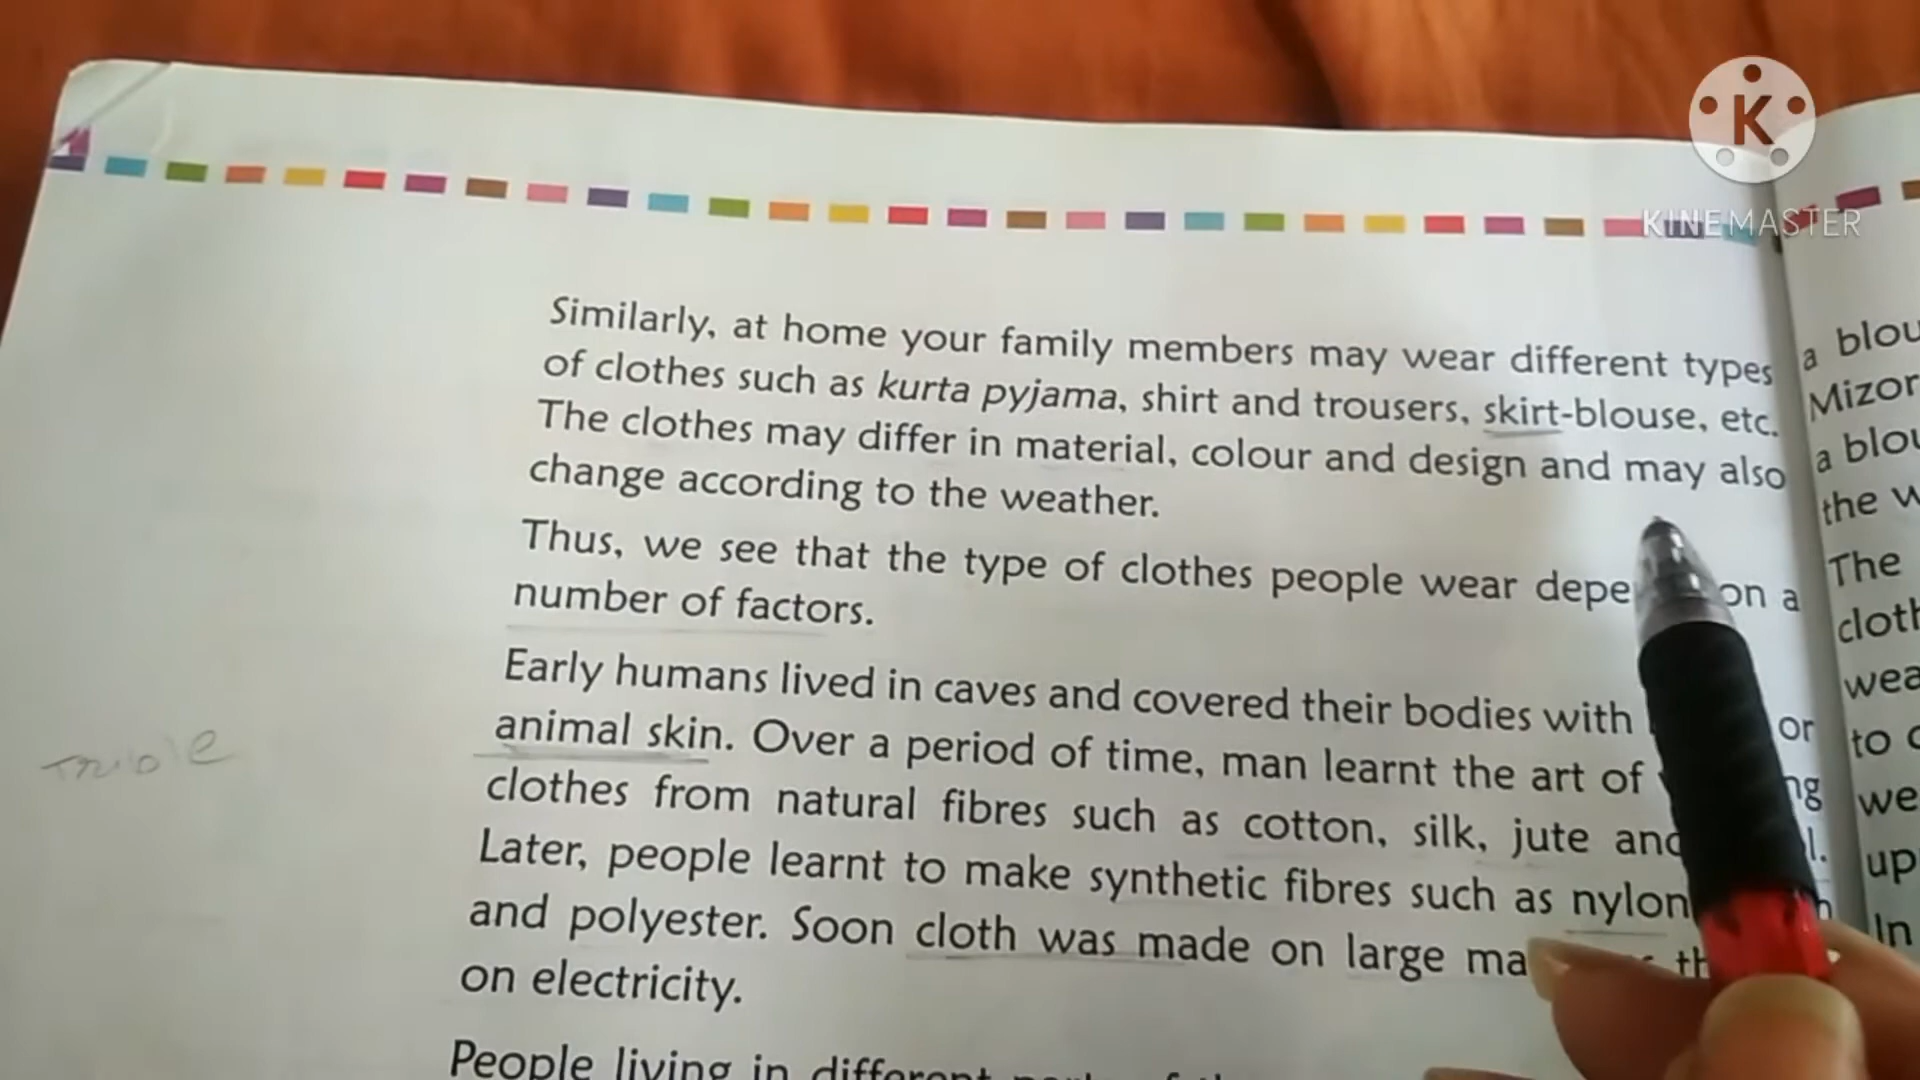 KINEMASTER
Similarly, at home your family members may wear different types
of clothes such as kurta pyjama, shirt and trousers, skirt-blouse, etc.
The clothes may differ in material, colour and design and may also
change according to the weather.
Thus, we see that the type of clothes people wear on a
number of factors.
Early humans lived in caves and covered their bodies with or
animal skin. Over a period of time, man learnt the art of
clothes from natural fibres such as cotton, silk, jute and
Later, people learnt to make synthetic fibres such as nylon
and polyester. Soon cloth was made on large
on electricity.
People living in different
a
Mizor
a
the
The
cloth
wea
to
we
up
In